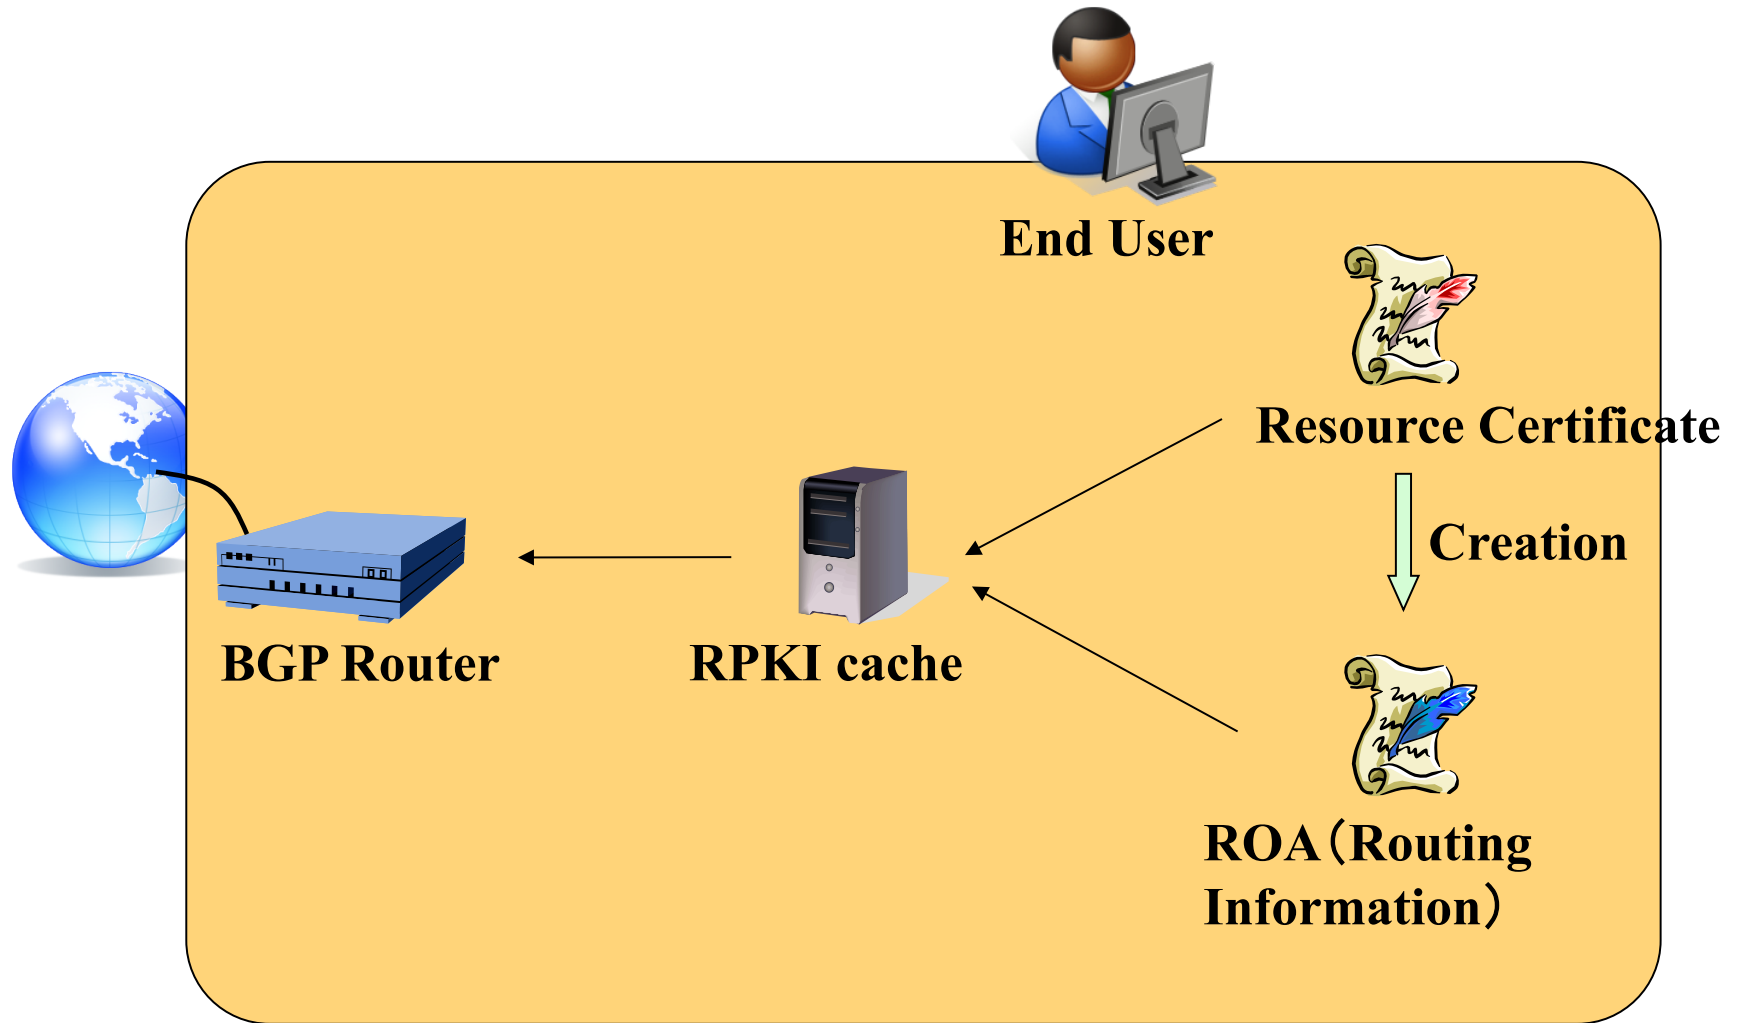 End User
Resource Certificate
Creation
BGP Router
RPKI cache
ROA（Routing
Information）